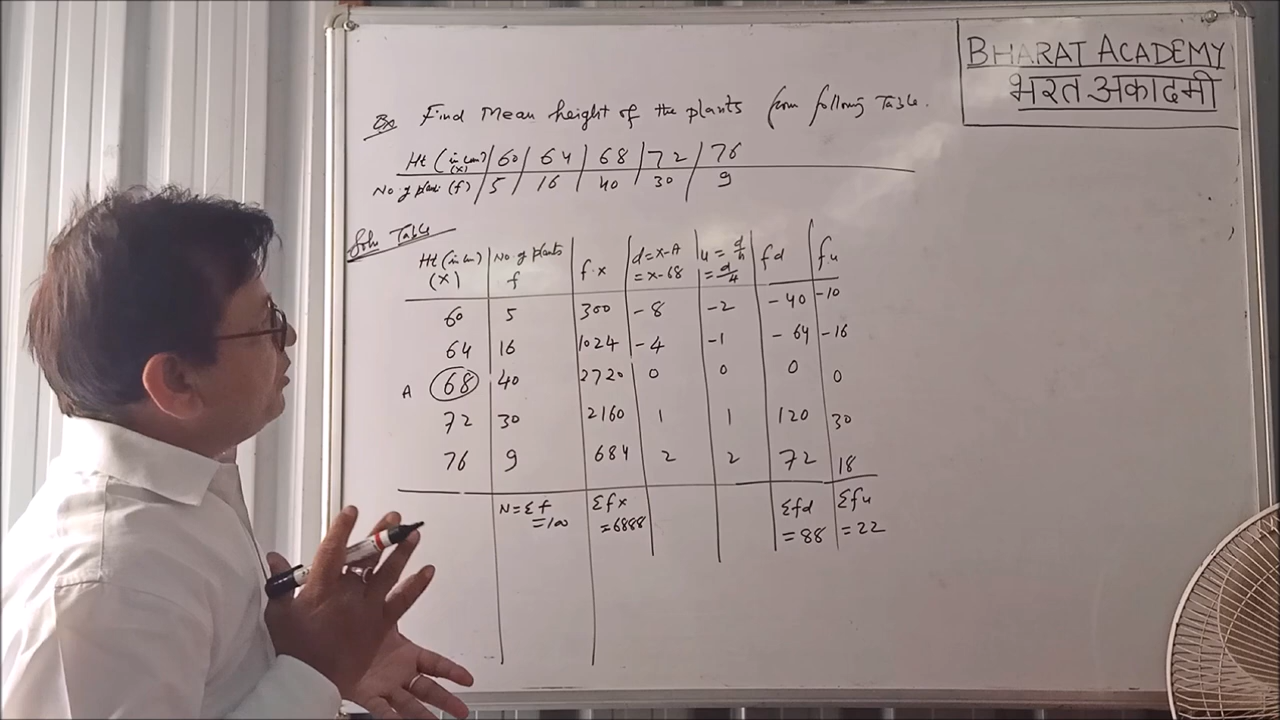 BHARAT ACADEMY
भरत अकादमी
Ex Find Mean height of the plants from following Table.
Ht (in cm) (x) 60 64 68 72 76
No. of plants (f) 5 16 40 30 9
Soln Table
Ht (in cm) (x) No. of plants f f·x d=x-A =x-68 u=d/h =d/4 fd fu
60 5 300 -8 -2 -40 -10
64 16 1024 -4 -1 -64 -16
A 68 40 2720 0 0 0 0
72 30 2160 1 1 120 30
76 9 684 2 2 72 18
N=Σf =100 Σfx =6888 Σfd =88 Σfu =22